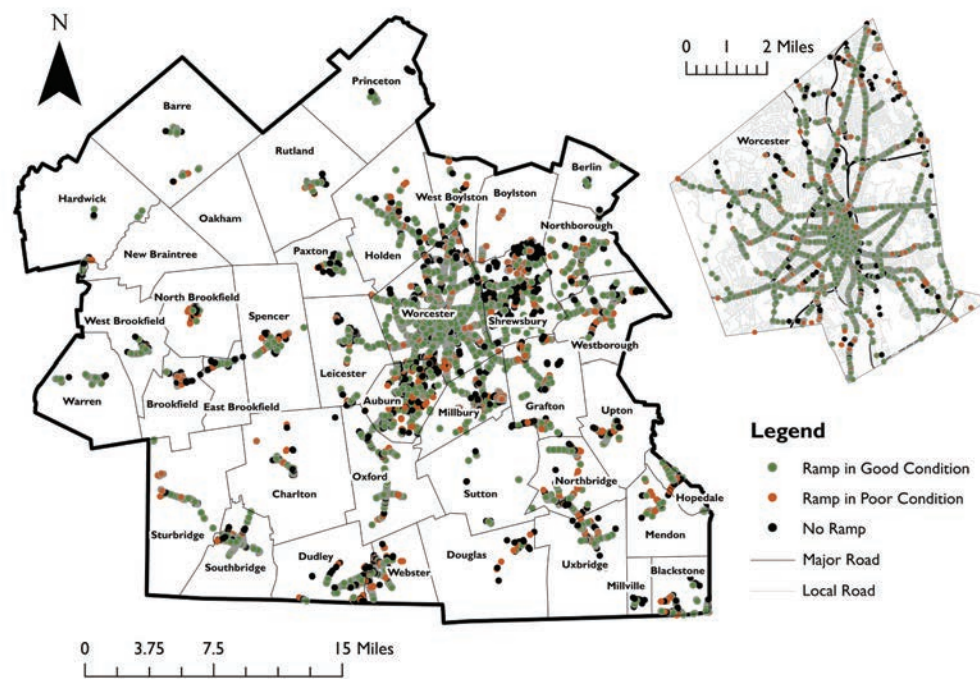 N
0 1 2 Miles
Princeton
Barre
Rutland
Worcester
Berlin
West Boylston
Boylston
Hardwick
Oakham
Northborough
Paxton
Holden
New Braintree
North Brookfield
West Brookfield
Spencer
Worcester
Shrewsbury
Westborough
Leicester
Warren
Brookfield
East Brookfield
Auburn
Millbury
Grafton
Upton
Legend
Ramp in Good Condition
Ramp in Poor Condition
No Ramp
Major Road
Local Road
Charlton
Oxford
Sutton
Northbridge
Hopedale
Sturbridge
Mendon
Southbridge
Dudley
Webster
Douglas
Uxbridge
Millville
Blackstone
0 3.75 7.5 15 Miles